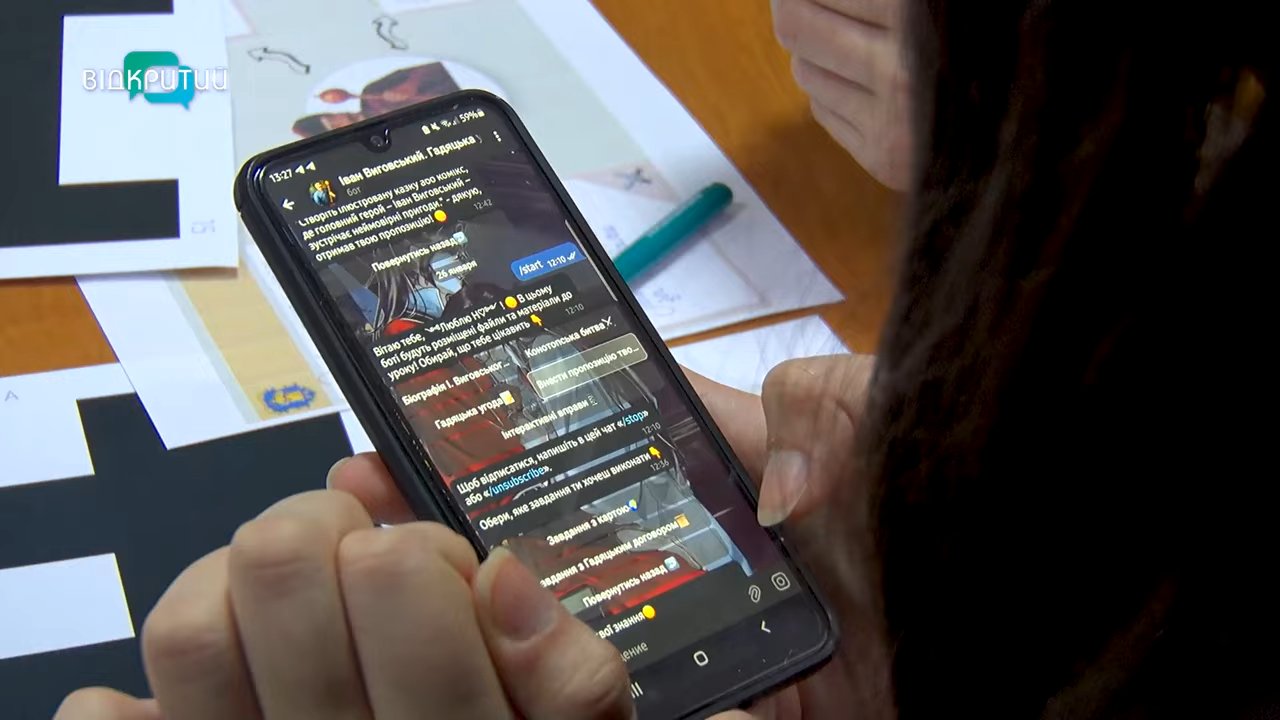 ВІДКРИТИЙ
13:27
59%
Іван Виговський. Гадяцька у
бот
Створіть ілюстровану казку або комікс,
де головний герой – Іван Виговський –
зустрічає неймовірні пригоди." - дякую,
отримав твою пропозицію!
12:42
Повернутись назад
26 января
/start 12:10
Вітаю тебе, Люблю Н ! В цьому
боті будуть розміщені файли та матеріали до
уроку! Обирай, що тебе цікавить
12:10
Біографія І. Виговськог...
Конотопська битва
Гадяцька угода
Внести пропозицію тво...
Інтерактивні вправи
Щоб відписатися, напишіть в цей чат «/stop»
або «/unsubscribe».
12:10
Обери, яке завдання ти хочеш виконати
12:36
Завдання з картою
авдання з Гадяцьким договором
Повернутись назад
вої знання
щение
А